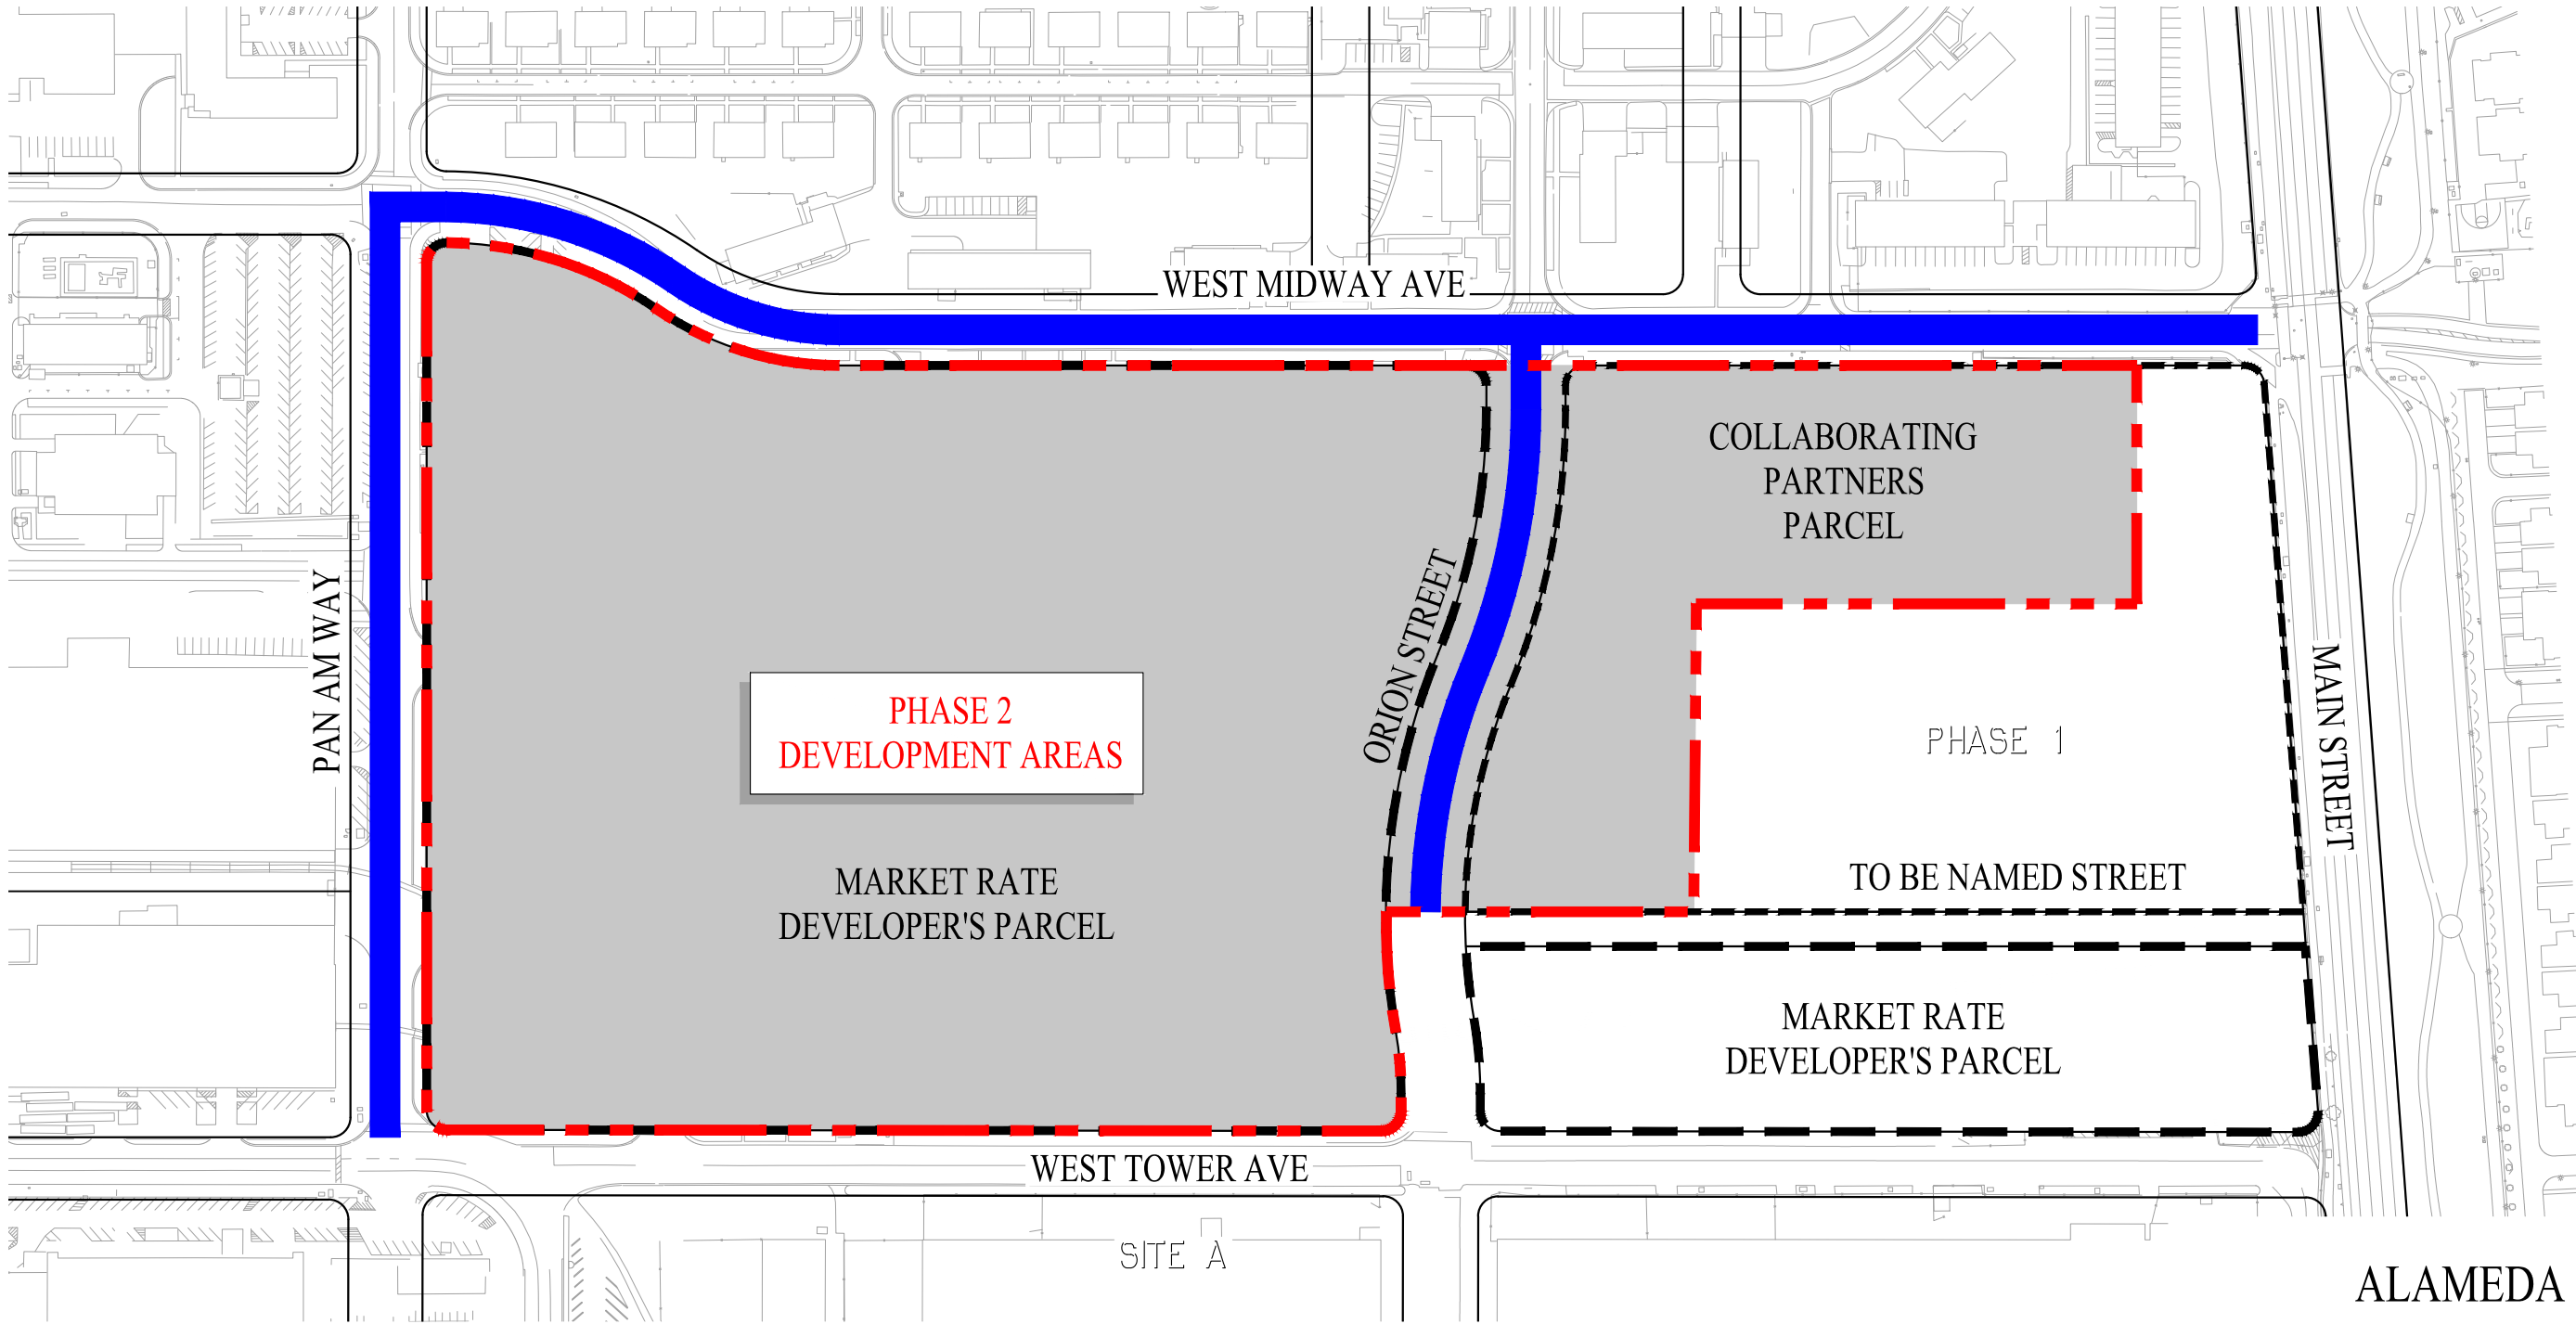 WEST MIDWAY AVE
COLLABORATING
PARTNERS
PARCEL
PAN AM WAY
ORION STREET
MAIN STREET
PHASE 2
DEVELOPMENT AREAS
PHASE 1
MARKET RATE
DEVELOPER'S PARCEL
TO BE NAMED STREET
MARKET RATE
DEVELOPER'S PARCEL
WEST TOWER AVE
SITE A
ALAMEDA